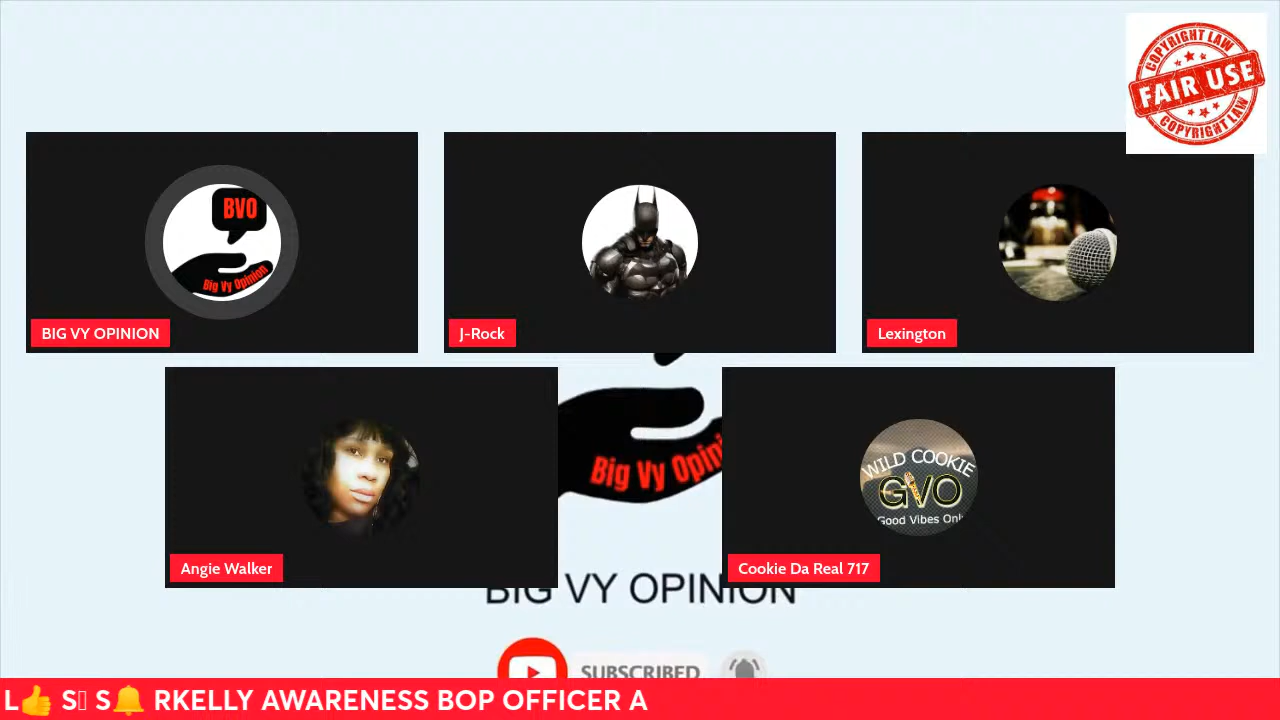 COPYRIGHT LAW
FAIR USE
COPYRIGHT LAW
BVO
Big Vy Opinion
BIG VY OPINION
J-Rock
Lexington
Big Vy Opini
WILD COOKIE
GVO
Good Vibes Onl
Angie Walker
Cookie Da Real 717
BIG VY OPINION
SUBSCRIBED
L👍 S S🔔 RKELLY AWARENESS BOP OFFICER A